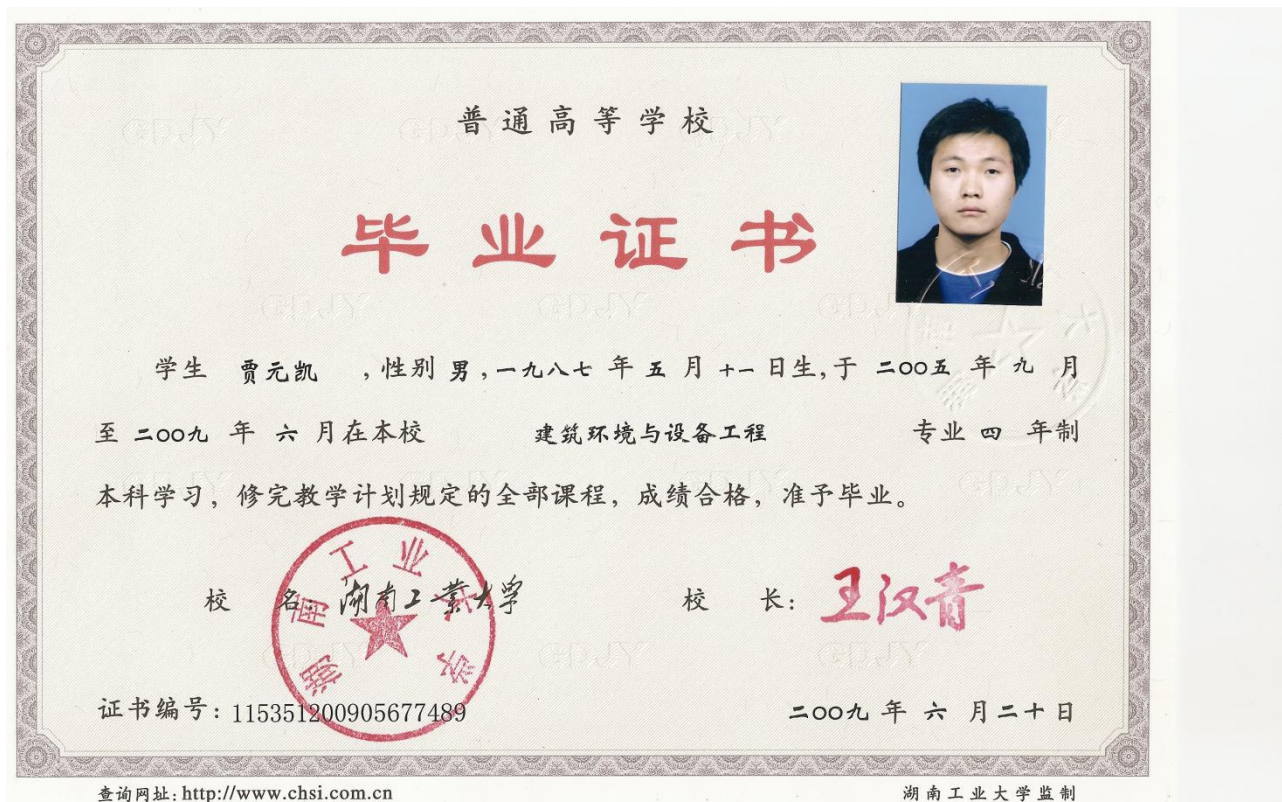 普通高等学校
毕业证书
学生 贾元凯 ，性别 男，一九八七 年 五 月 十一 日生，于 二〇〇五 年 九 月
至 二〇〇九 年 六 月在本校 建筑环境与设备工程 专业 四 年制
本科学习，修完教学计划规定的全部课程，成绩合格，准予毕业。
校 名：湖南工業大学 校 长：王汉青
湖南工业大学
证书编号：115351200905677489 二〇〇九 年 六 月二十日
查询网址：http://www.chsi.com.cn 湖南工业大学监制